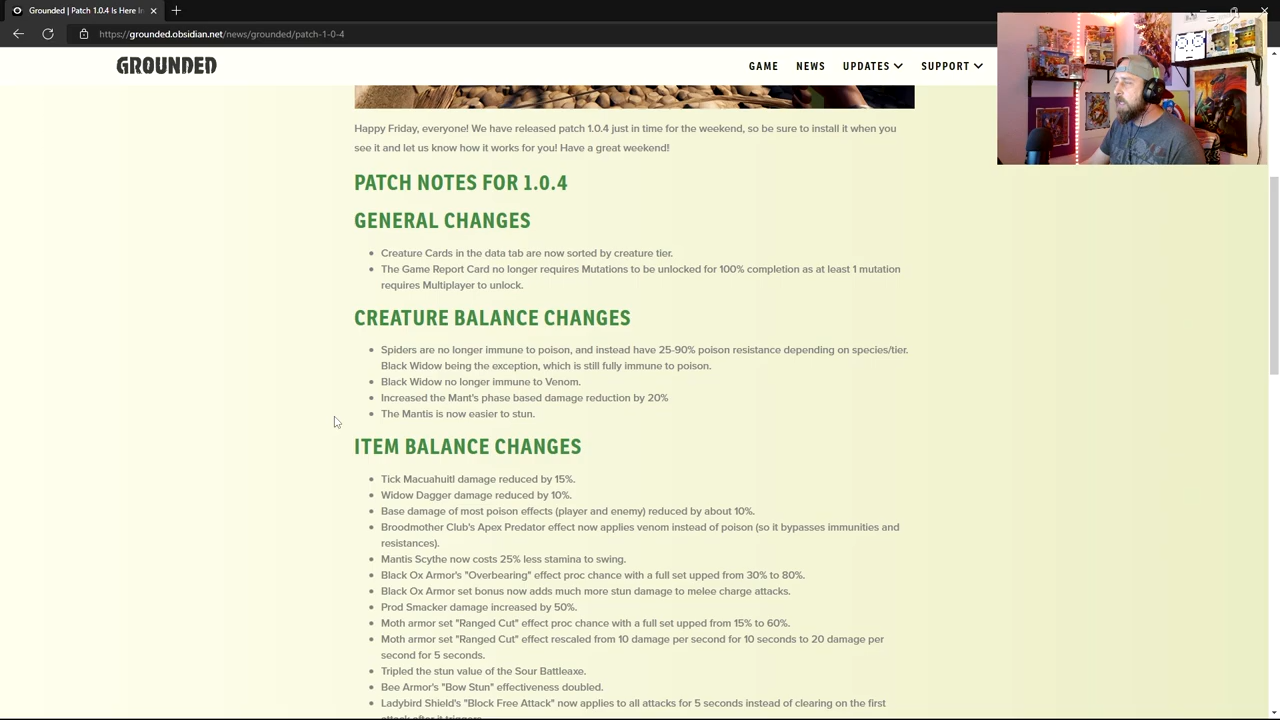 Patch 1.0.4 is Here | 
https://grounded.obsidian.net/news/grounded/patch-1-0-4
GROUNDED
GAME NEWS UPDATES SUPPORT
Happy Friday, everyone! We have released patch 1.0.4 just in time for the weekend, so be sure to install it when you
see it and let us know how it works for you! Have a great weekend!
PATCH NOTES FOR 1.0.4
GENERAL CHANGES
Creature Cards in the data tab are now sorted by creature tier.
The Game Report Card no longer requires Mutations to be unlocked for 100% completion as at least 1 mutation
requires Multiplayer to unlock.
CREATURE BALANCE CHANGES
Spiders are no longer immune to poison, and instead have 25-90% poison resistance depending on species/tier.
Black Widow being the exception, which is still fully immune to poison.
Black Widow no longer immune to Venom.
Increased the Mant's phase based damage reduction by 20%
The Mantis is now easier to stun.
ITEM BALANCE CHANGES
Tick Macuahuitl damage reduced by 15%.
Widow Dagger damage reduced by 10%.
Base damage of most poison effects (player and enemy) reduced by about 10%.
Broodmother Club's Apex Predator effect now applies venom instead of poison (so it bypasses immunities and
resistances).
Mantis Scythe now costs 25% less stamina to swing.
Black Ox Armor's "Overbearing" effect proc chance with a full set upped from 30% to 80%.
Black Ox Armor set bonus now adds much more stun damage to melee charge attacks.
Prod Smacker damage increased by 50%.
Moth armor set "Ranged Cut" effect proc chance with a full set upped from 15% to 60%.
Moth armor set "Ranged Cut" effect rescaled from 10 damage per second for 10 seconds to 20 damage per
second for 5 seconds.
Tripled the stun value of the Sour Battleaxe.
Bee Armor's "Bow Stun" effectiveness doubled.
Ladybird Shield's "Block Free Attack" now applies to all attacks for 5 seconds instead of clearing on the first
attack after it triggers.